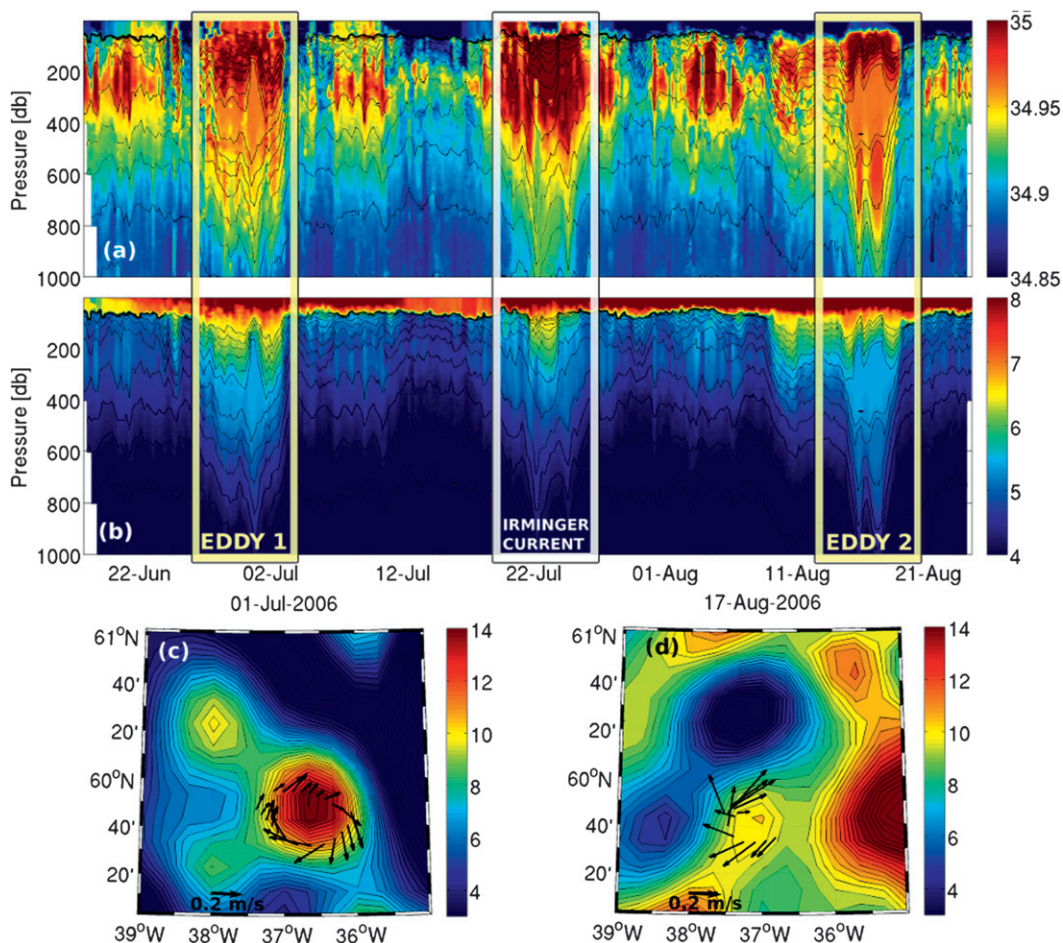 35
Pressure [db]
200
400
600
800
1000
(a)
34.95
34.9
34.85
Pressure [db]
200
400
600
800
1000
(b)
EDDY 1
IRMINGER
CURRENT
EDDY 2
8
7
6
5
4
22-Jun 02-Jul 12-Jul 22-Jul 01-Aug 11-Aug 21-Aug
01-Jul-2006 17-Aug-2006
61°N
40'
20'
60°N
40'
20'
(c)
0.2 m/s
39°W 38°W 37°W 36°W
14
12
10
8
6
4
61°N
40'
20'
60°N
40'
20'
(d)
0.2 m/s
39°W 38°W 37°W 36°W
14
12
10
8
6
4